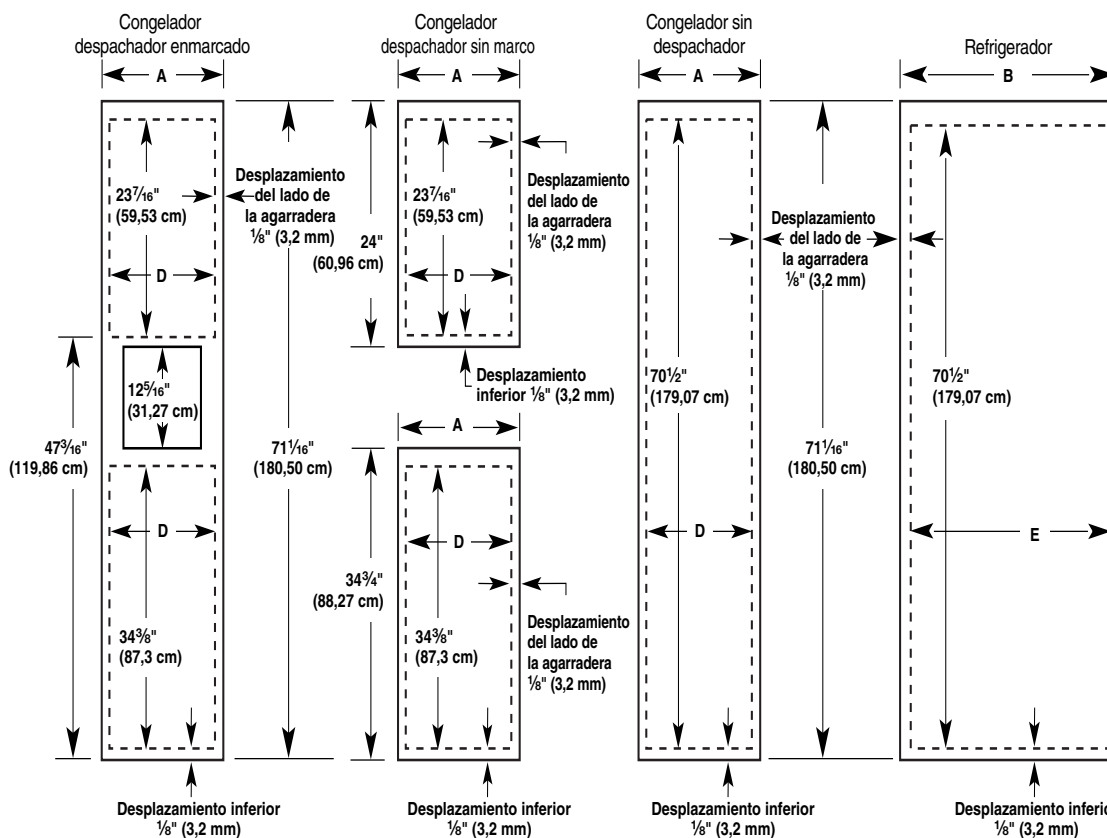 Congelador
despachador enmarcado
Congelador
despachador sin marco
Congelador sin
despachador
Refrigerador
A
A
A
B
23⁷⁄₁₆"
(59,53 cm)
D
Desplazamiento
del lado de
la agarradera
⅛" (3,2 mm)
12⁵⁄₁₆"
(31,27 cm)
47³⁄₁₆"
(119,86 cm)
71¹⁄₁₆"
(180,50 cm)
D
34⅜"
(87,3 cm)
Desplazamiento inferior
⅛" (3,2 mm)
24"
(60,96 cm)
23⁷⁄₁₆"
(59,53 cm)
D
Desplazamiento
del lado de
la agarradera
⅛" (3,2 mm)
Desplazamiento
inferior ⅛" (3,2 mm)
A
34¾"
(88,27 cm)
D
34⅜"
(87,3 cm)
Desplazamiento
del lado de
la agarradera
⅛" (3,2 mm)
Desplazamiento inferior
⅛" (3,2 mm)
70½"
(179,07 cm)
D
Desplazamiento inferior
⅛" (3,2 mm)
Desplazamiento
del lado de
la agarradera
⅛" (3,2 mm)
71¹⁄₁₆"
(180,50 cm)
70½"
(179,07 cm)
E
Desplazamiento inferior
⅛" (3,2 mm)